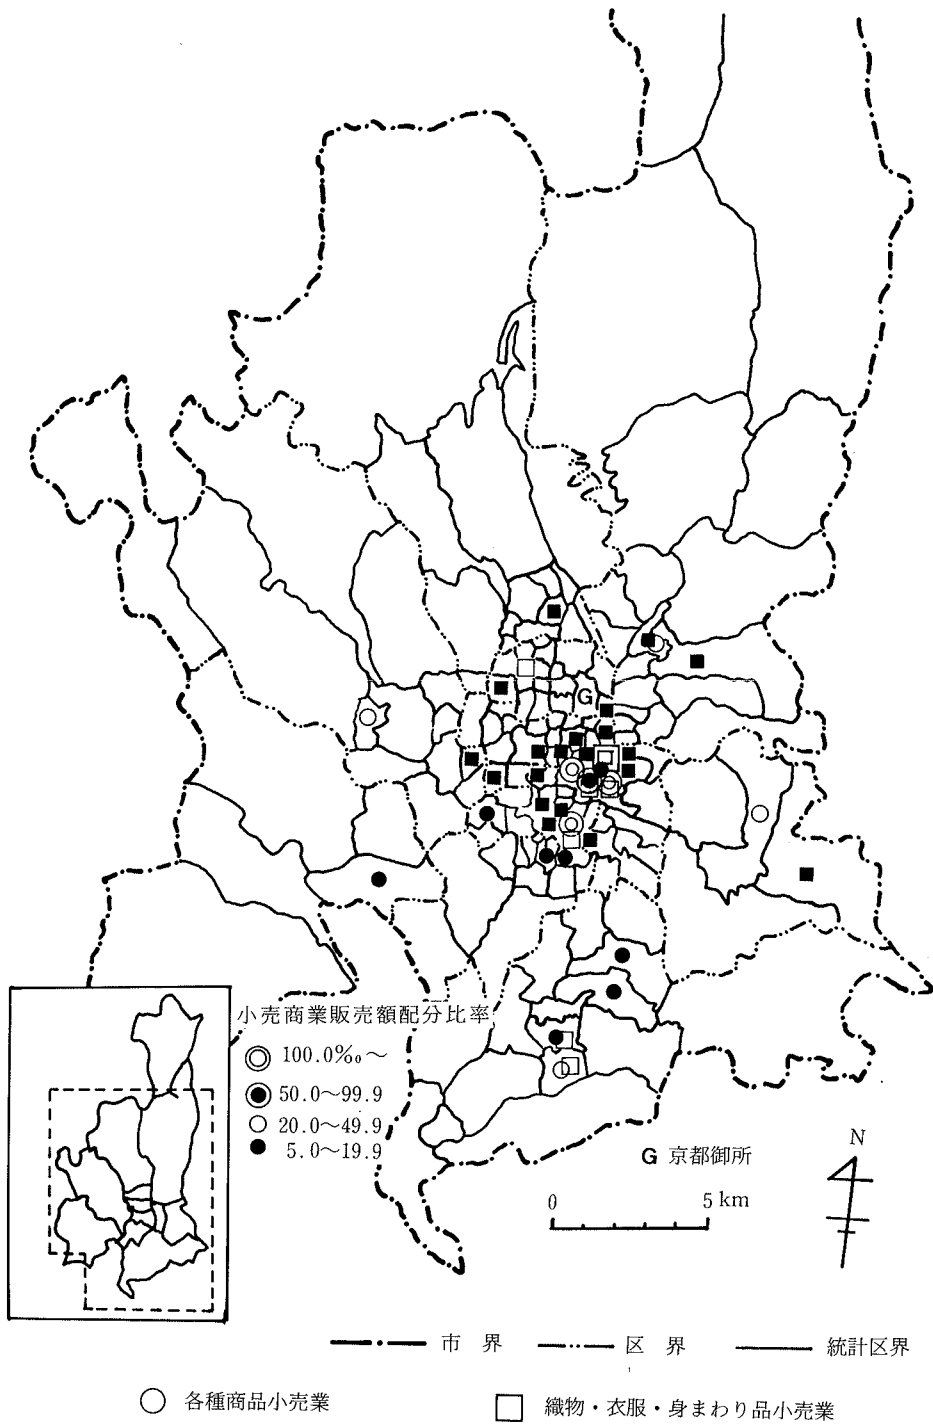 G
小売商業販売額配分比率
100.0‰~
50.0~99.9
20.0~49.9
5.0~19.9
G 京都御所
N
0 5 km
市界 区界 統計区界
各種商品小売業 織物・衣服・身まわり品小売業